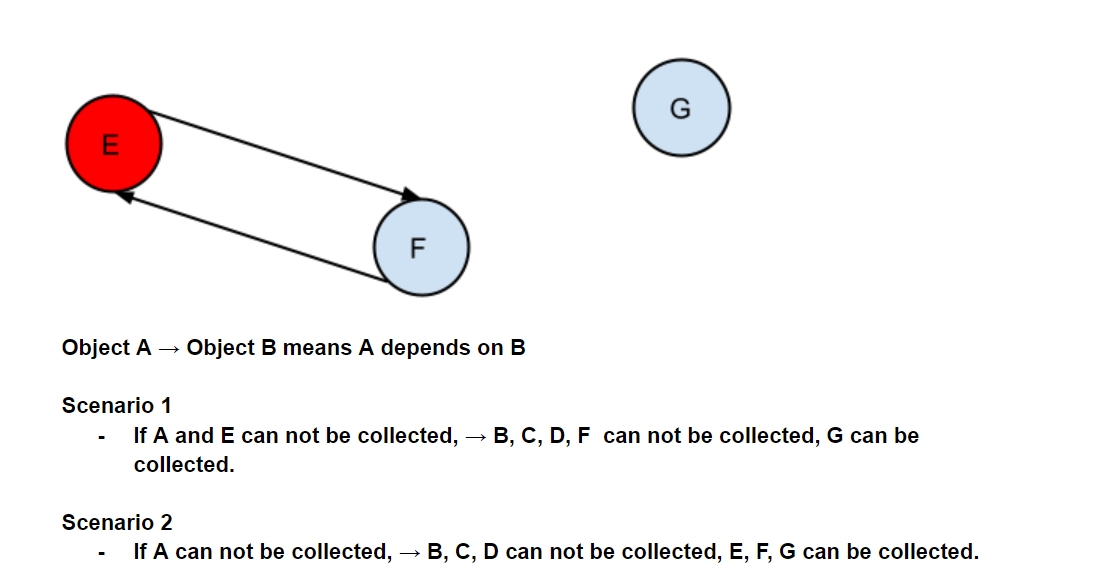 G
E
F
Object A → Object B means A depends on B
Scenario 1
- If A and E can not be collected, → B, C, D, F can not be collected, G can be
collected.
Scenario 2
- If A can not be collected, → B, C, D can not be collected, E, F, G can be collected.